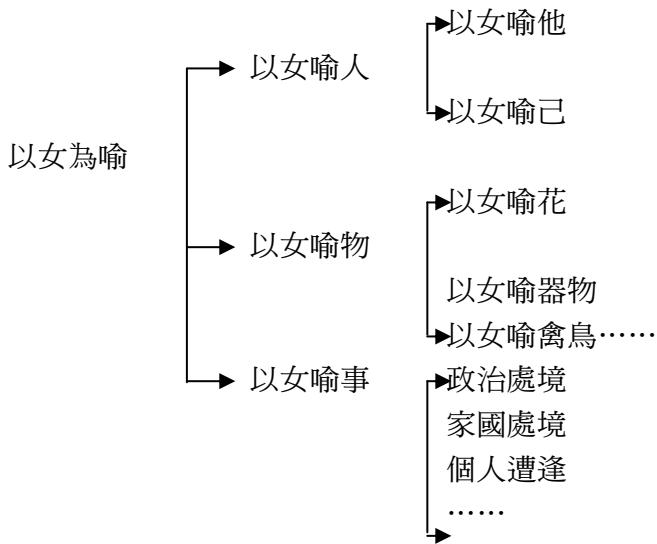 以女喻他
以女喻人
以女喻己
以女為喻
以女喻花
以女喻物
以女喻器物
以女喻禽鳥……
以女喻事
政治處境
家國處境
個人遭逢
……